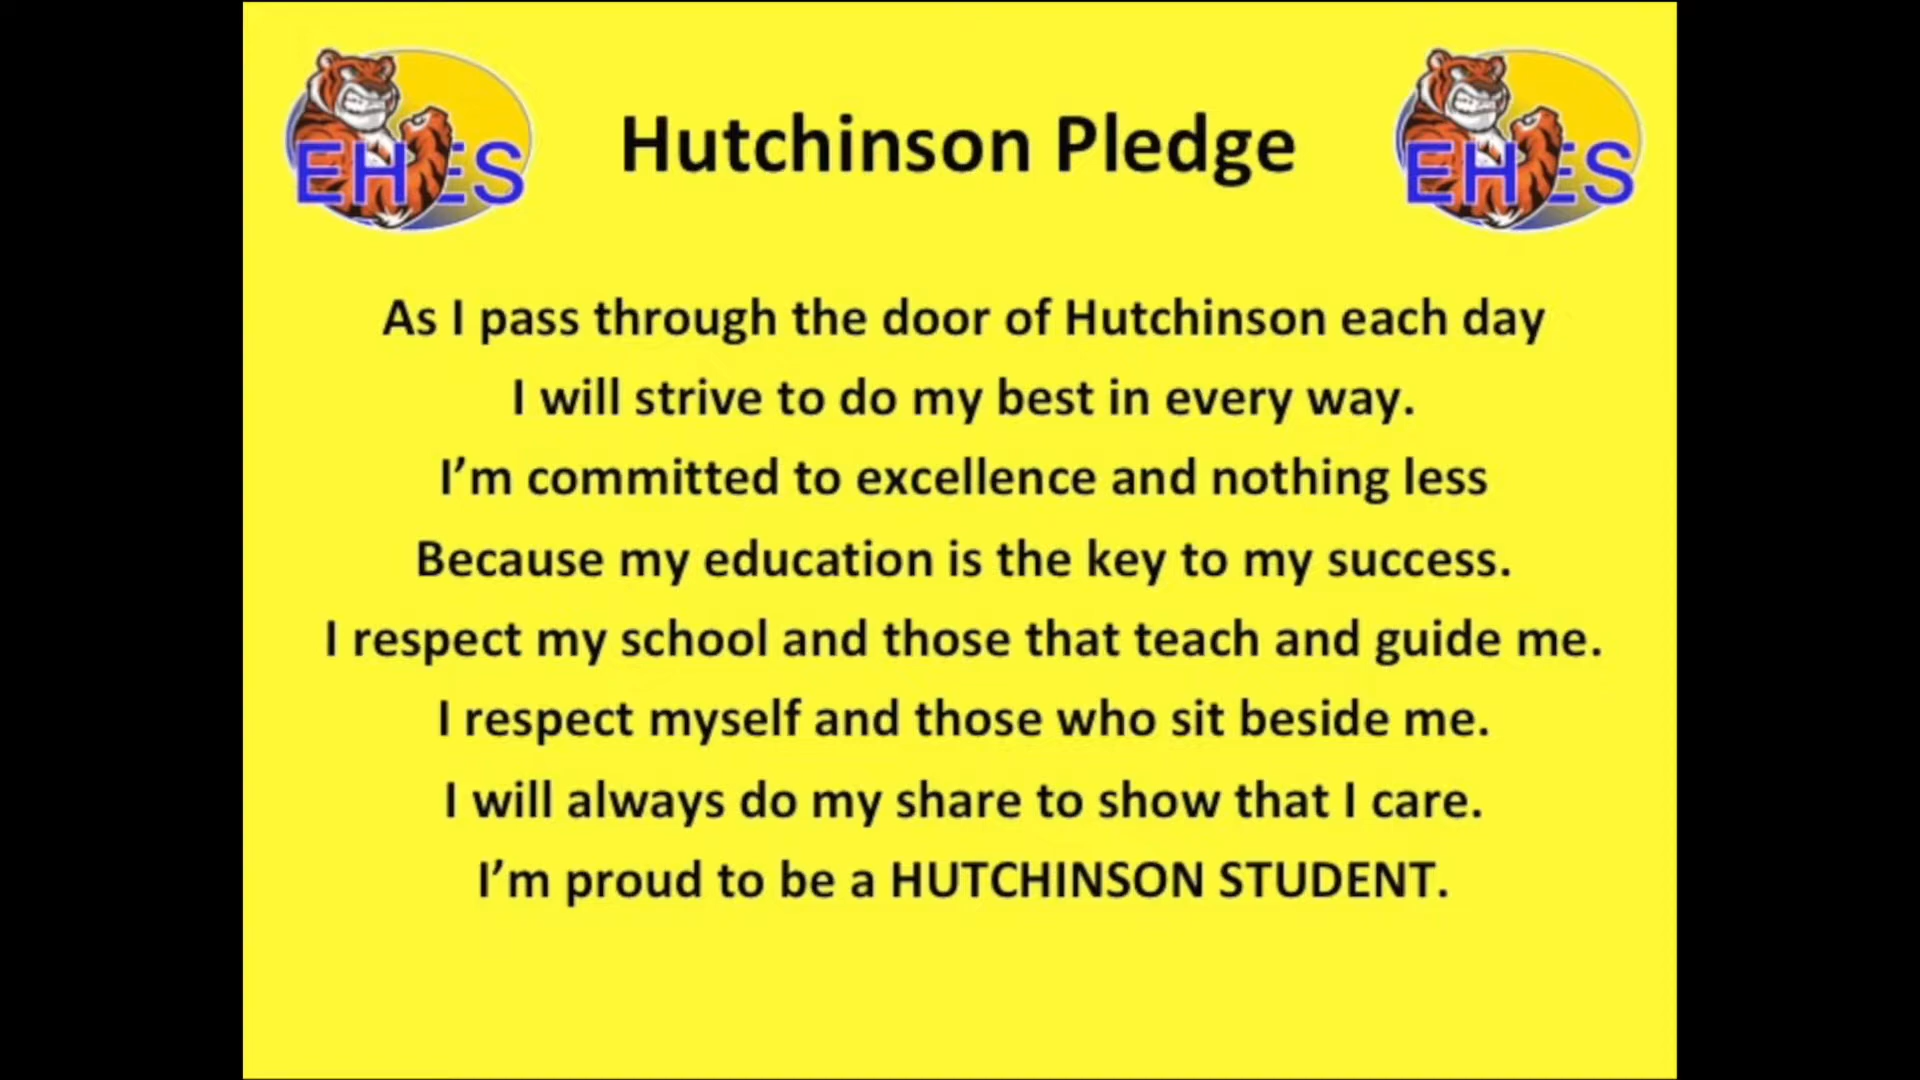 EHES
Hutchinson Pledge
EHES
As I pass through the door of Hutchinson each day
I will strive to do my best in every way.
I'm committed to excellence and nothing less
Because my education is the key to my success.
I respect my school and those that teach and guide me.
I respect myself and those who sit beside me.
I will always do my share to show that I care.
I'm proud to be a HUTCHINSON STUDENT.